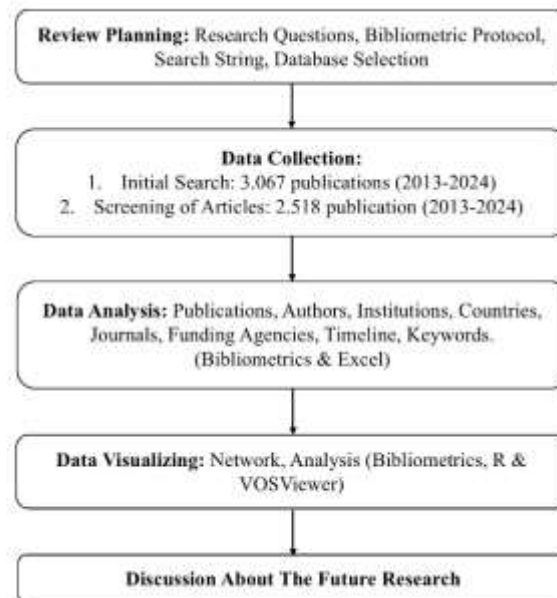 Review Planning: Research Questions, Bibliometric Protocol,
Search String, Database Selection
Data Collection:
1. Initial Search: 3.067 publications (2013-2024)
2. Screening of Articles: 2.518 publication (2013-2024)
Data Analysis: Publications, Authors, Institutions, Countries,
Journals, Funding Agencies, Timeline, Keywords.
(Bibliometrics & Excel)
Data Visualizing: Network, Analysis (Bibliometrics, R &
VOSViewer)
Discussion About The Future Research